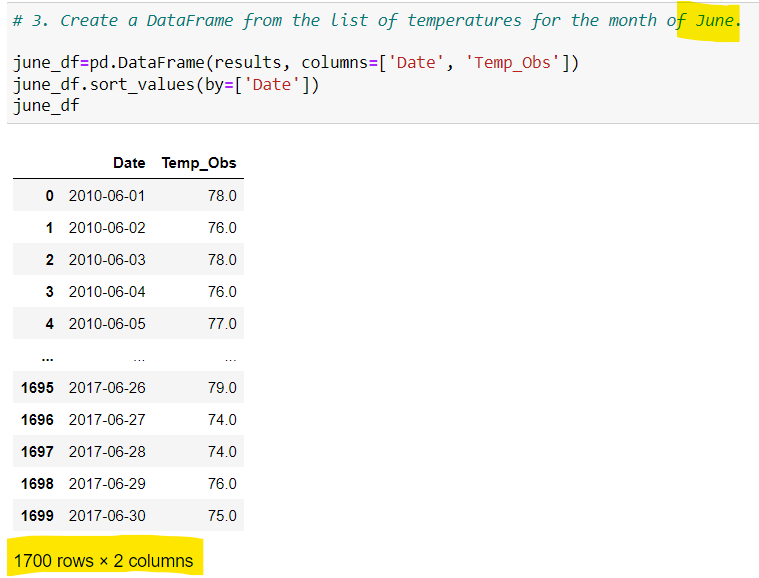 # 3. Create a DataFrame from the list of temperatures for the month of June.
june_df=pd.DataFrame(results, columns=['Date', 'Temp_Obs'])
june_df.sort_values(by=['Date'])
june_df
Date Temp_Obs
0 2010-06-01 78.0
1 2010-06-02 76.0
2 2010-06-03 78.0
3 2010-06-04 76.0
4 2010-06-05 77.0
... ... ...
1695 2017-06-26 79.0
1696 2017-06-27 74.0
1697 2017-06-28 74.0
1698 2017-06-29 76.0
1699 2017-06-30 75.0
1700 rows × 2 columns